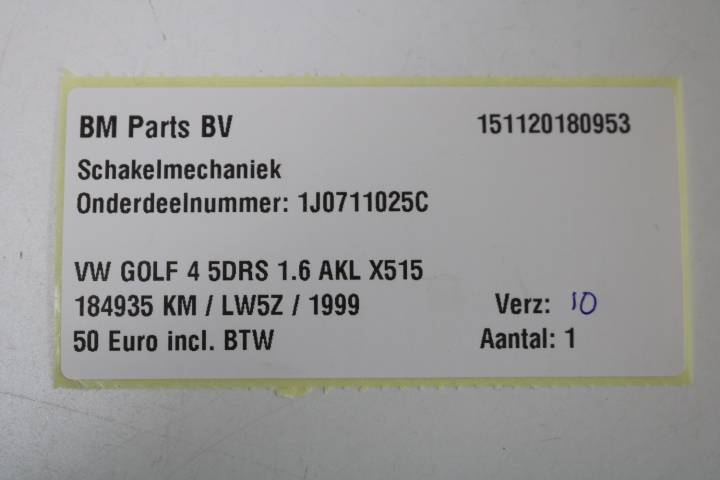 BM Parts BV 151120180953
Schakelmechaniek
Onderdeelnummer: 1J0711025C
VW GOLF 4 5DRS 1.6 AKL X515
184935 KM / LW5Z / 1999 Verz: 10
50 Euro incl. BTW Aantal: 1